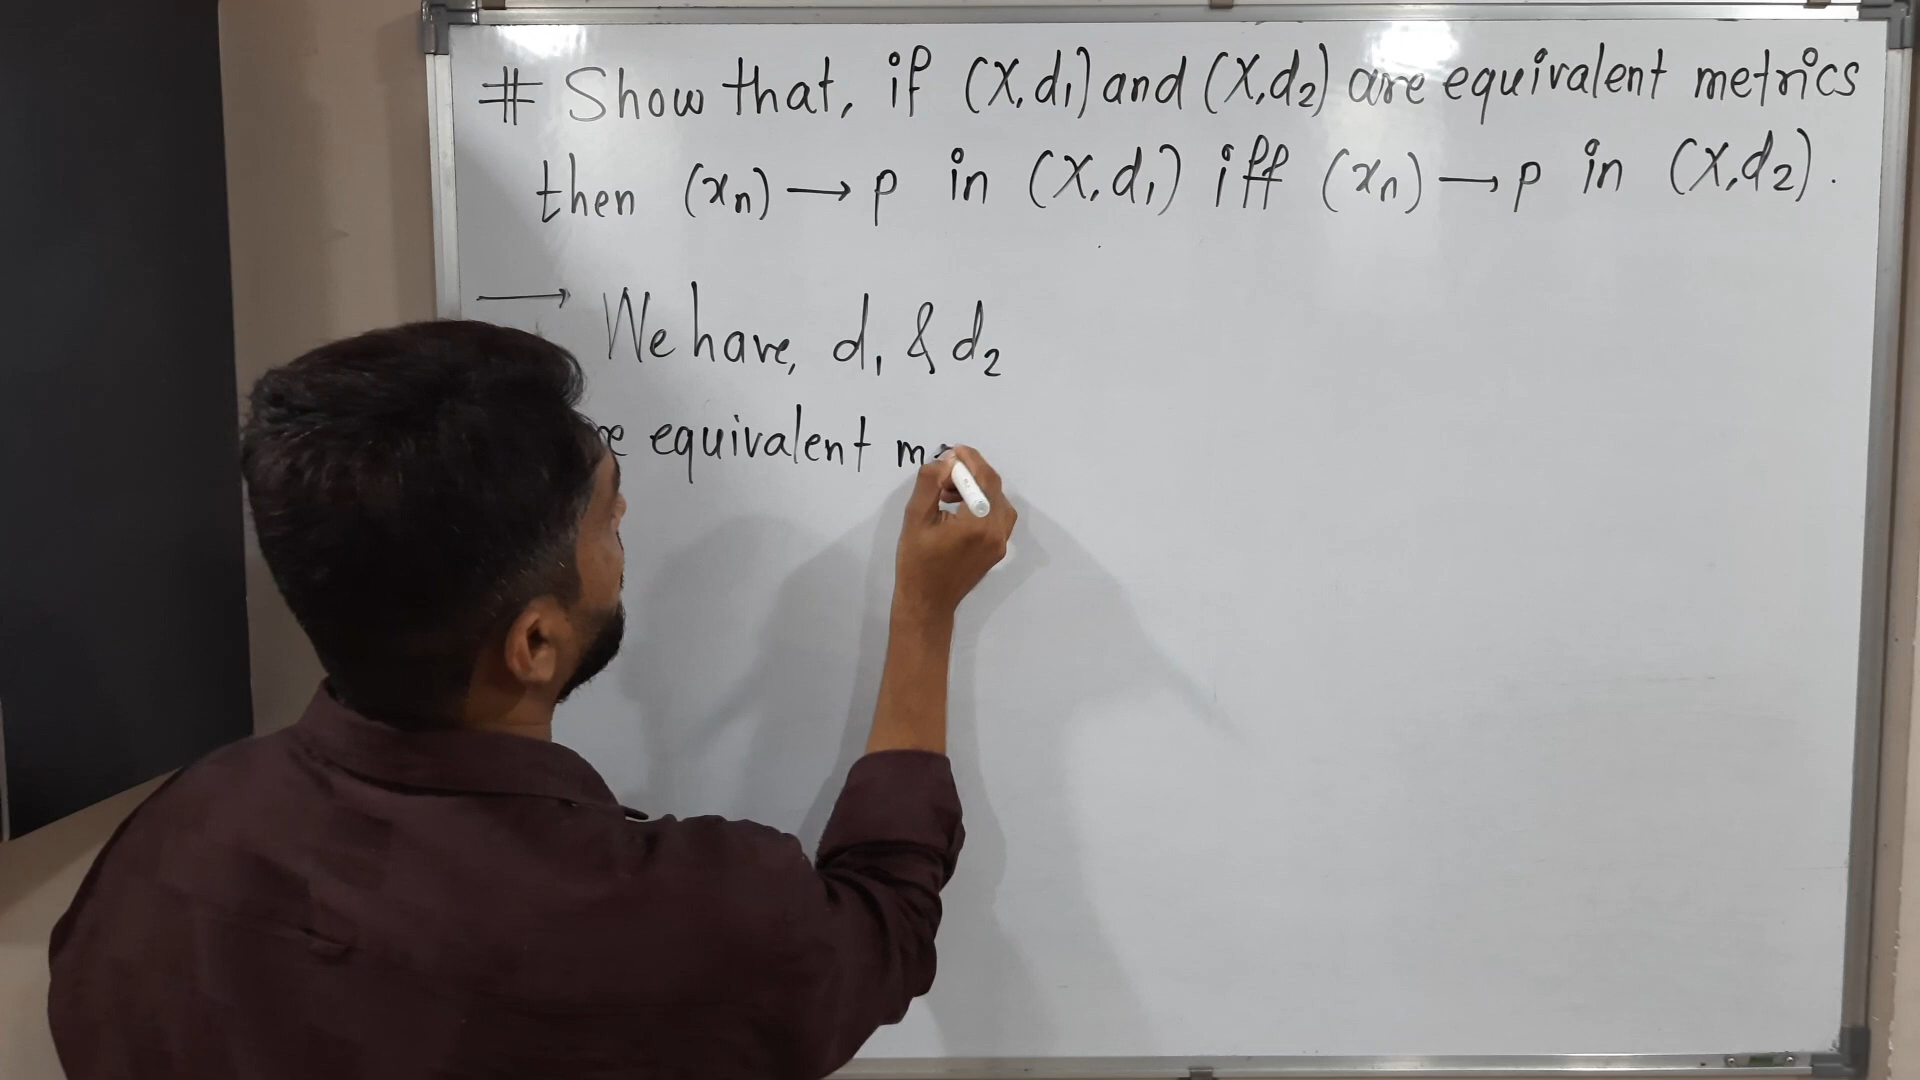 # Show that, if (X,d₁) and (X,d₂) are equivalent metrics
then (xₙ) → p in (X,d₁) iff (xₙ) → p in (X,d₂).
→ We have, d₁ & d₂
equivalent